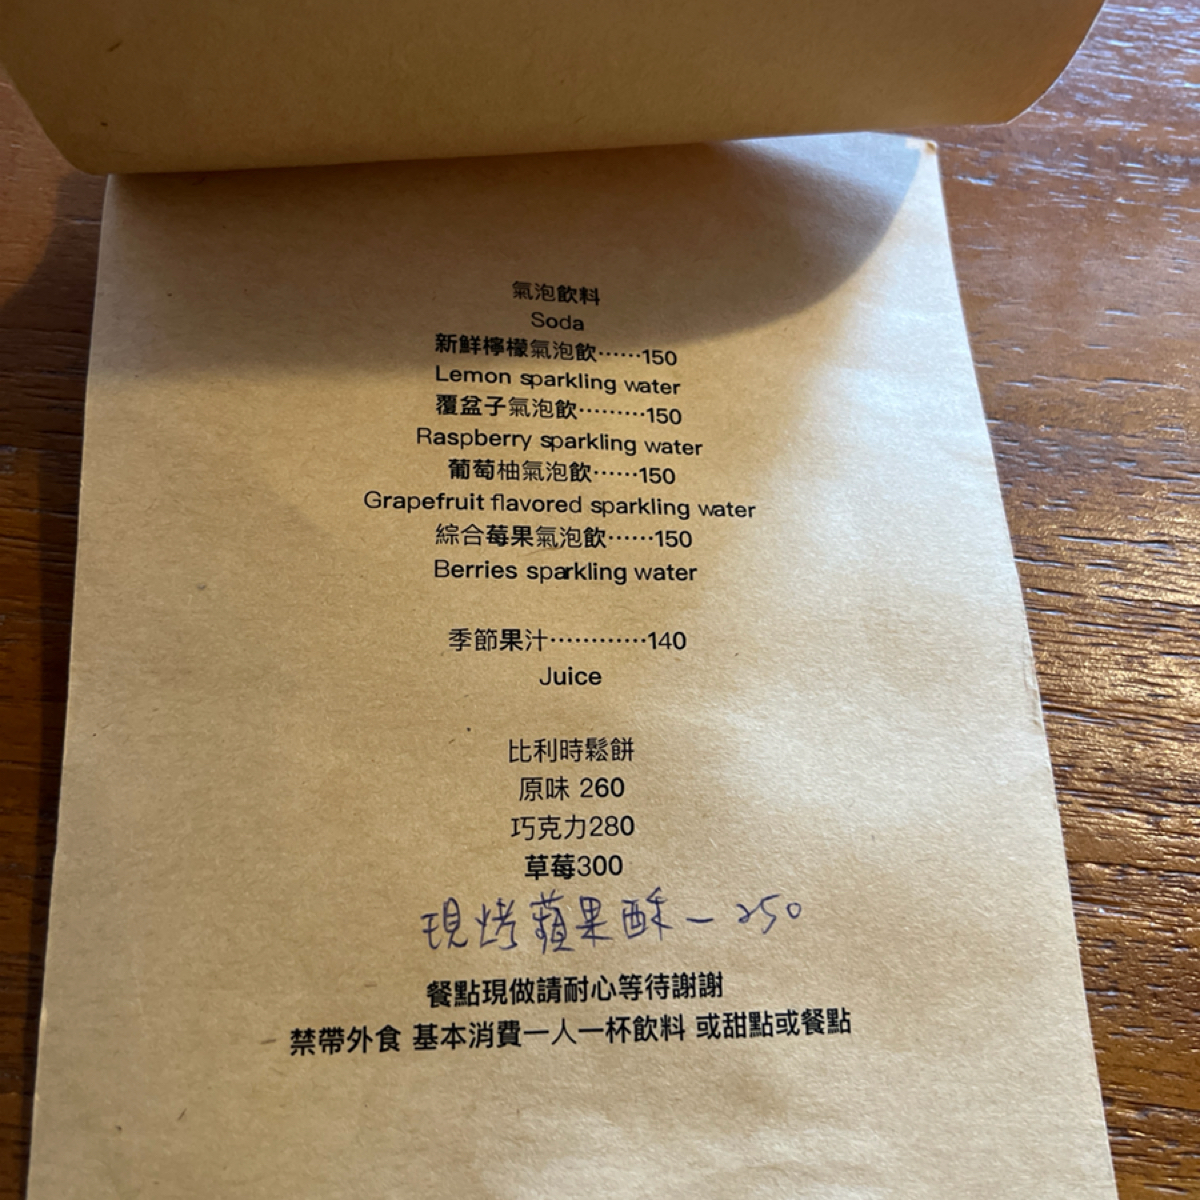 氣泡飲料
Soda
新鮮檸檬氣泡飲⋯⋯150
Lemon sparkling water
覆盆子氣泡飲⋯⋯⋯150
Raspberry sparkling water
葡萄柚氣泡飲⋯⋯150
Grapefruit flavored sparkling water
綜合莓果氣泡飲⋯⋯150
Berries sparkling water
季節果汁⋯⋯⋯⋯140
Juice
比利時鬆餅
原味 260
巧克力280
草莓300
現烤蘋果酥－250
餐點現做請耐心等待謝謝
禁帶外食 基本消費一人一杯飲料 或甜點或餐點